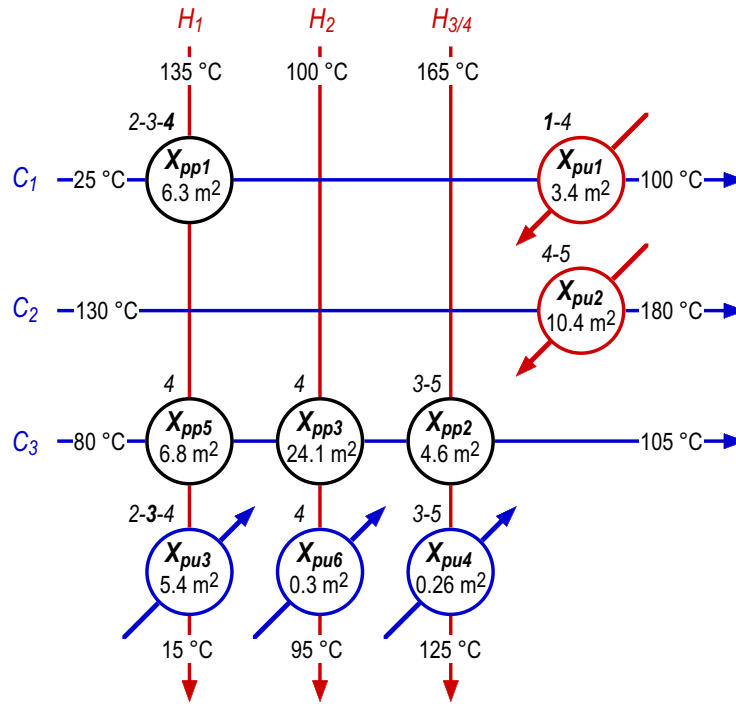 H1 H2 H3/4
135 °C 100 °C 165 °C
2-3-4 1-4
C1 25 °C Xpp1 Xpu1 100 °C
6.3 m2 3.4 m2
4-5
C2 130 °C Xpu2 180 °C
10.4 m2
4 4 3-5
C3 80 °C Xpp5 Xpp3 Xpp2 105 °C
6.8 m2 24.1 m2 4.6 m2
2-3-4 4 3-5
Xpu3 Xpu6 Xpu4
5.4 m2 0.3 m2 0.26 m2
15 °C 95 °C 125 °C